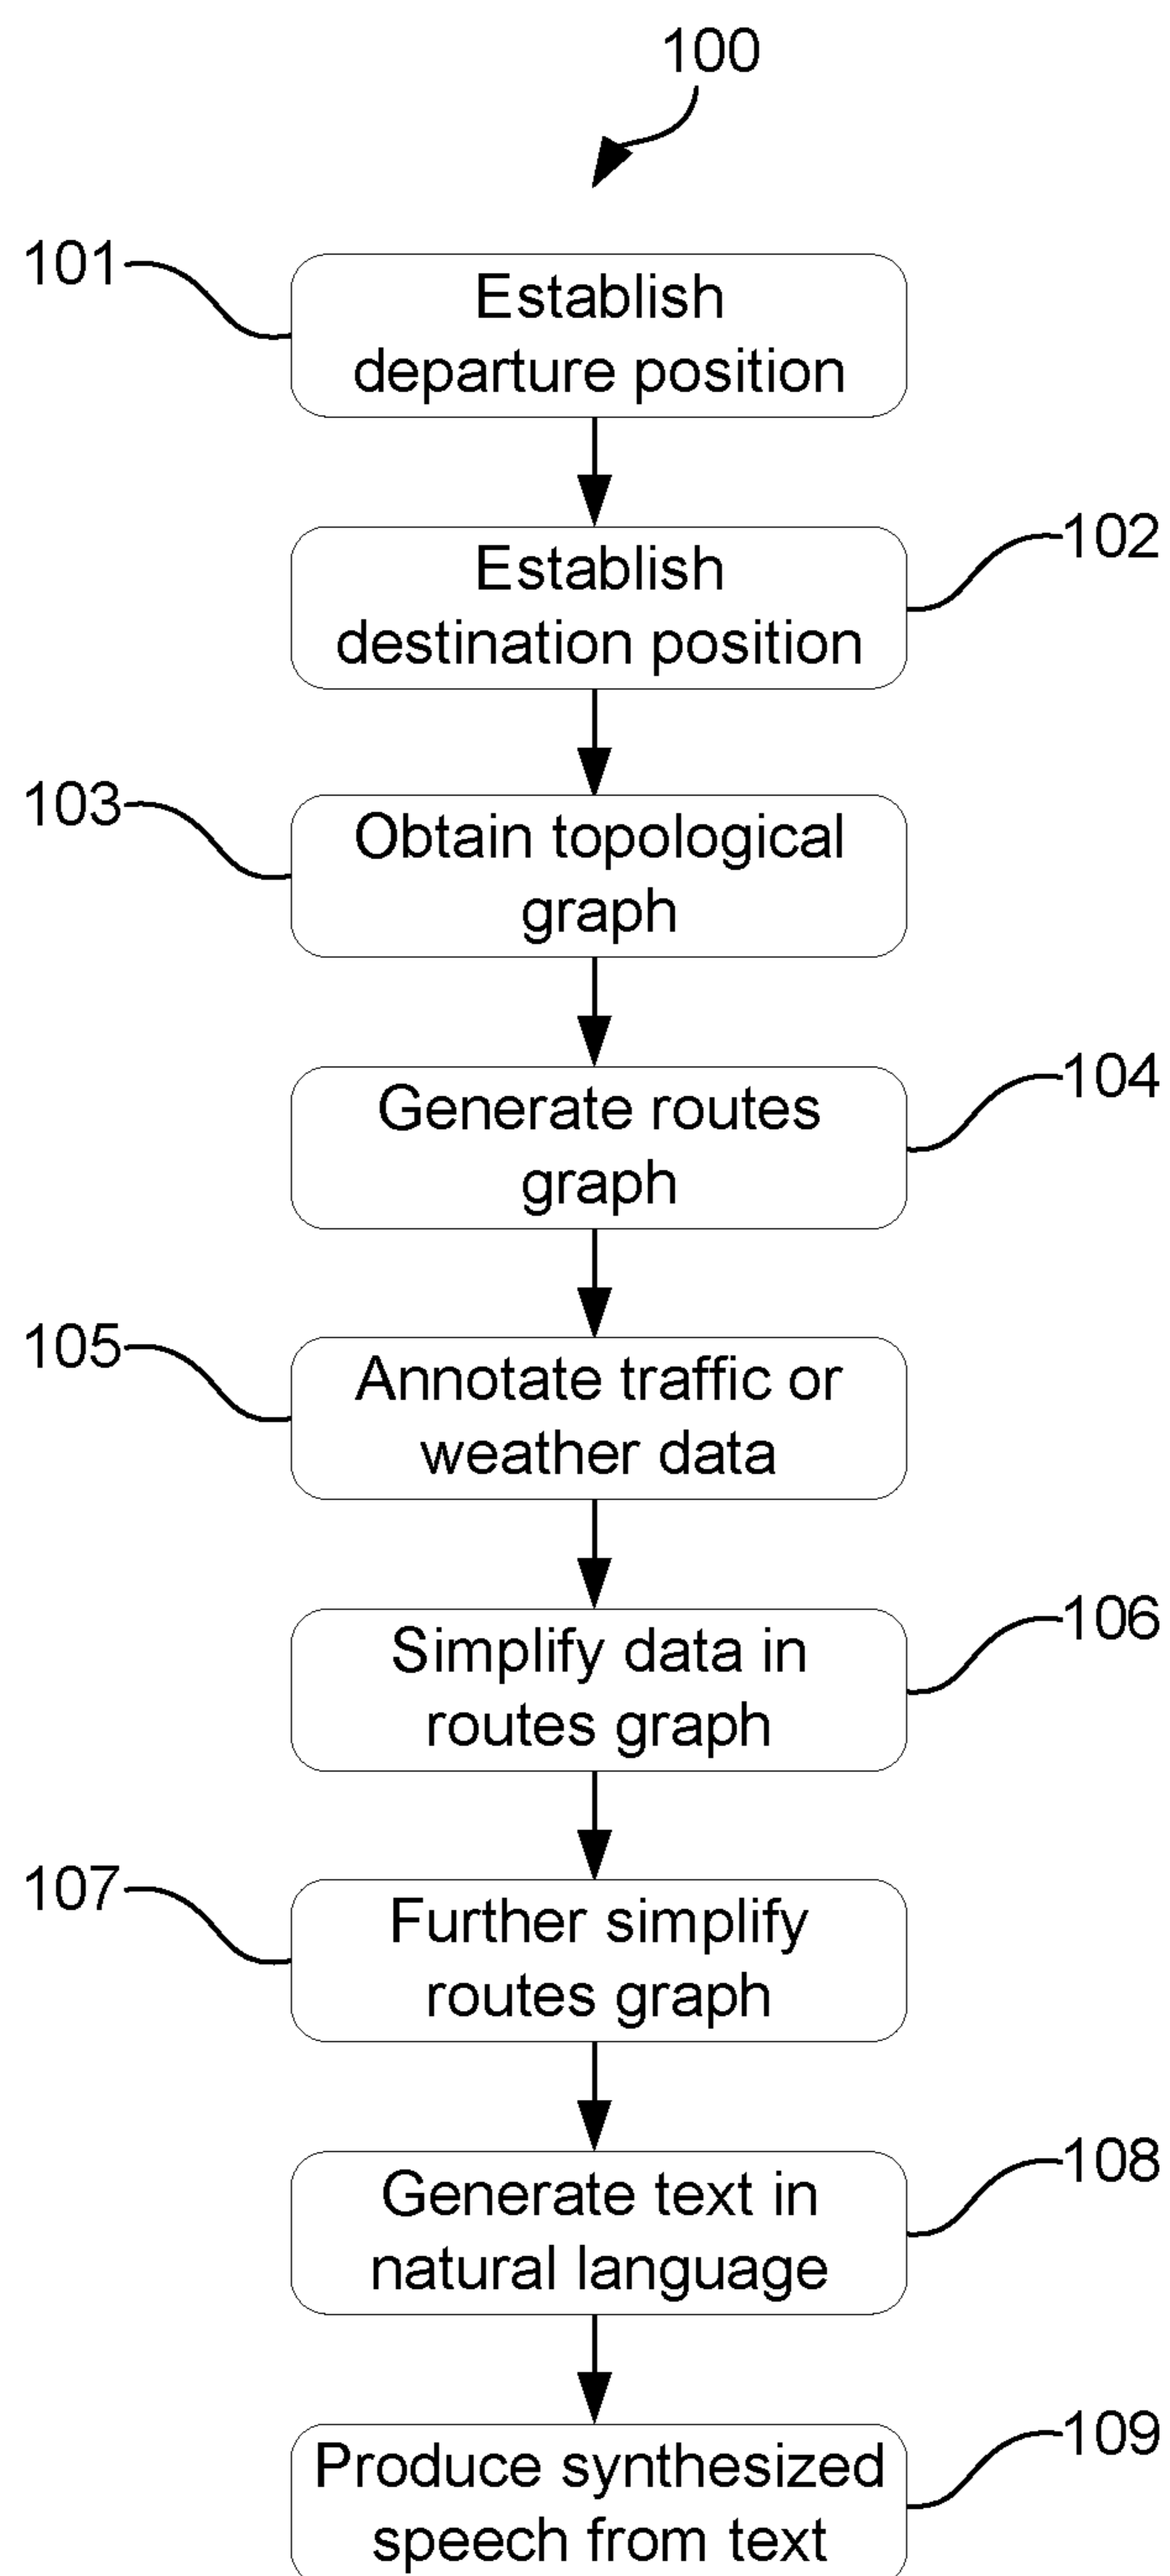 100
101
Establish
departure position
102
Establish
destination position
103
Obtain topological
graph
104
Generate routes
graph
105
Annotate traffic or
weather data
106
Simplify data in
routes graph
107
Further simplify
routes graph
108
Generate text in
natural language
109
Produce synthesized
speech from text